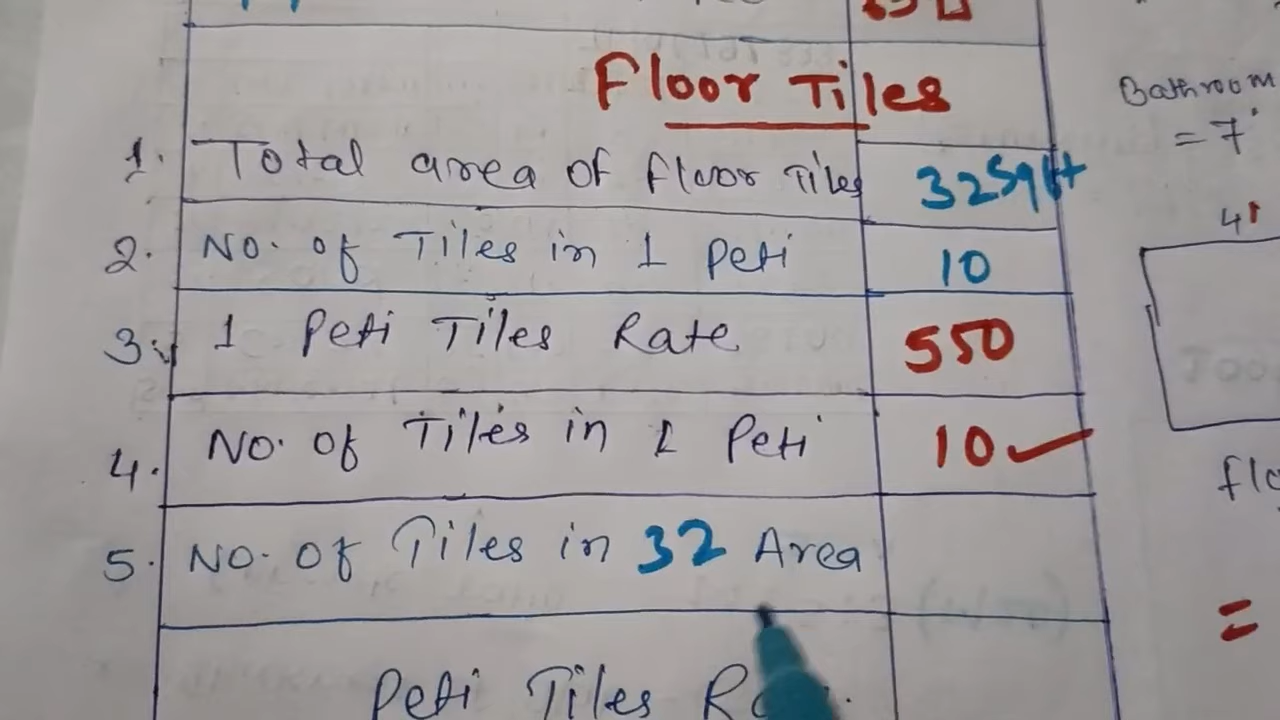 Floor Tiles
1. Total area of floor Tiles 32sqft
2. No. of Tiles in 1 Peti 10
3. 1 Peti Tiles Rate 550
4. No. of Tiles in 1 Peti 10
5. No. of Tiles in 32 Area
Peti Tiles
Bathroom
= 7'
4'
=